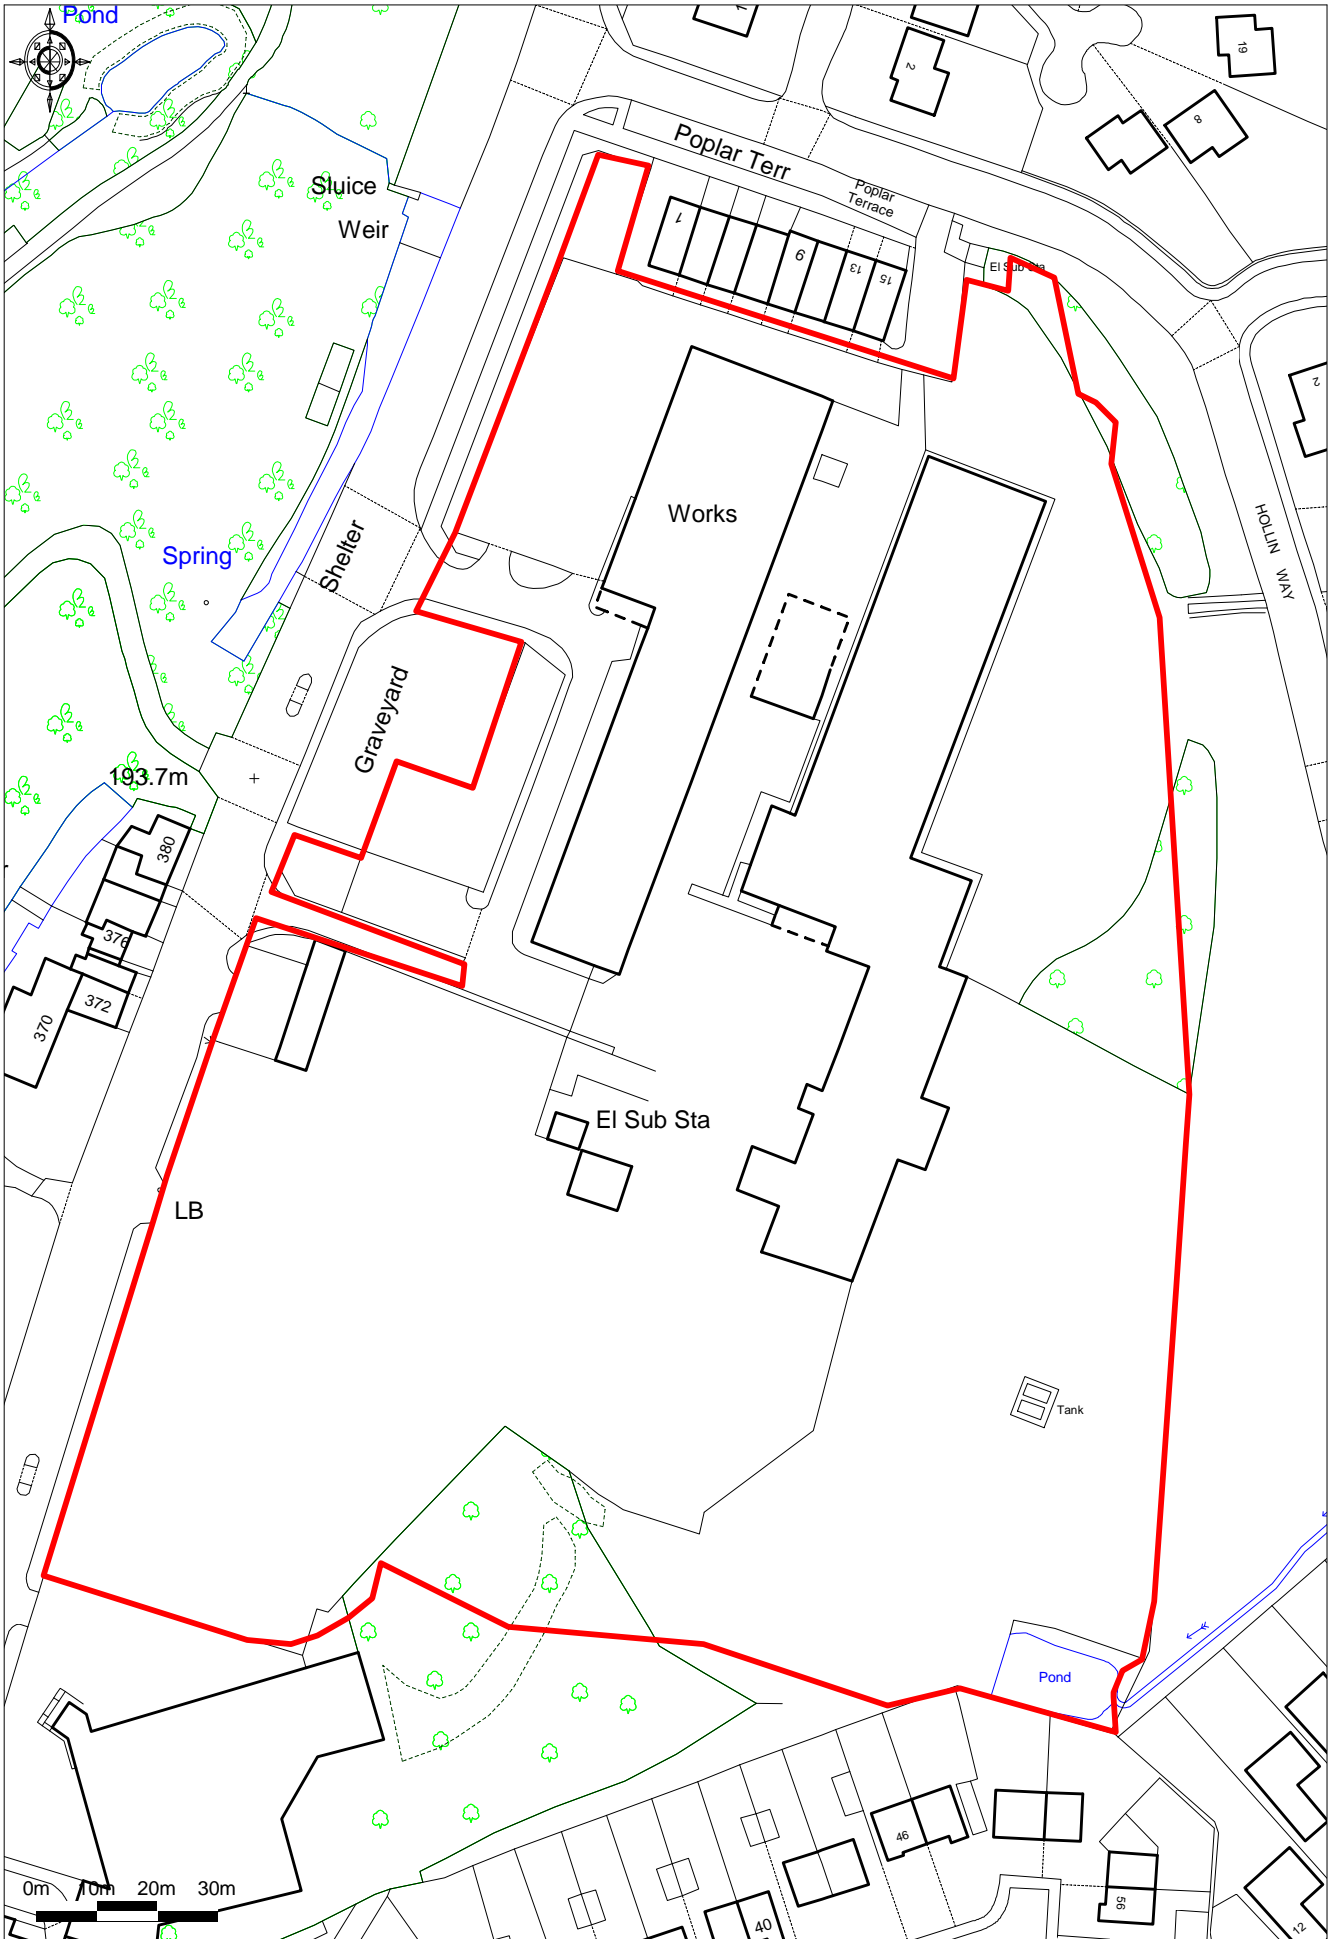 Pond
19
2
8
Poplar Terr
Poplar
Terrace
Sluice
Weir
1
9
13
15
El Sub Sta
2
Works
HOLLIN WAY
Shelter
Spring
Graveyard
193.7m
380
376
372
370
El Sub Sta
LB
Tank
Pond
46
40
56
12
0m 10m 20m 30m